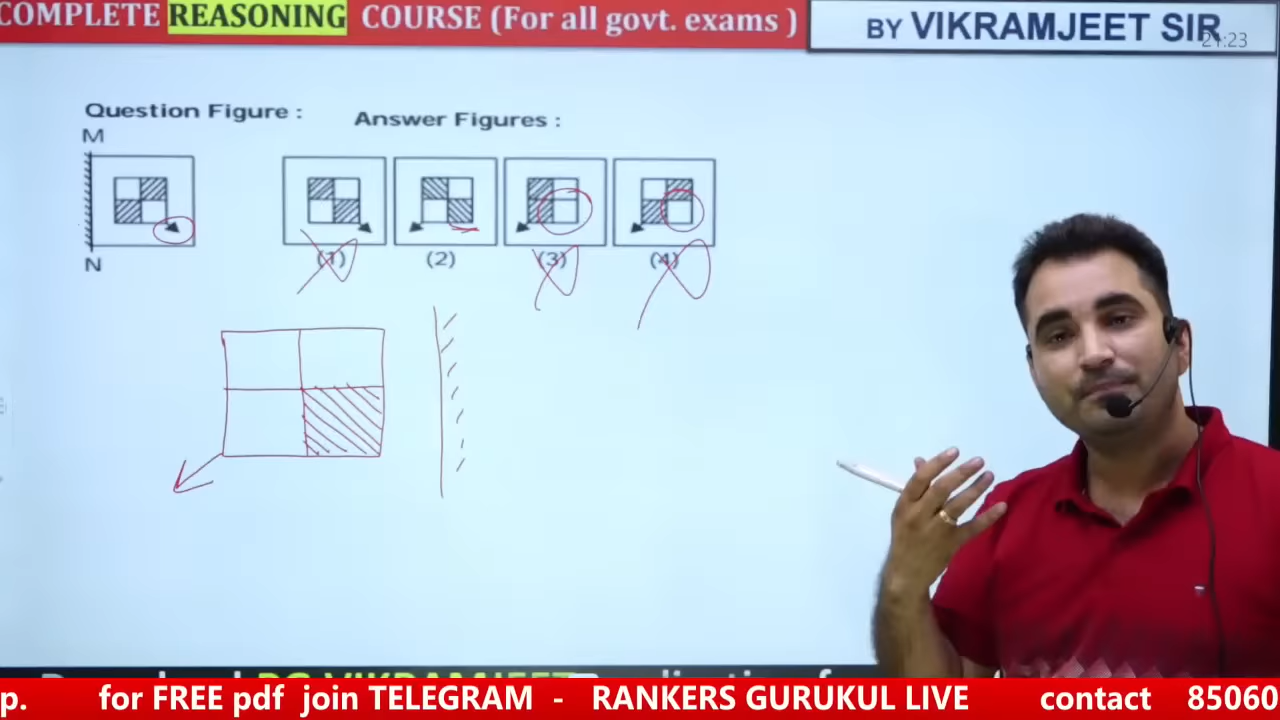 COMPLETE REASONING COURSE (For all govt. exams )
BY VIKRAMJEET SIR
21:23
Question Figure :
Answer Figures :
M
N
(1)
(2)
(3)
(4)
p. for FREE pdf join TELEGRAM - RANKERS GURUKUL LIVE contact 85060